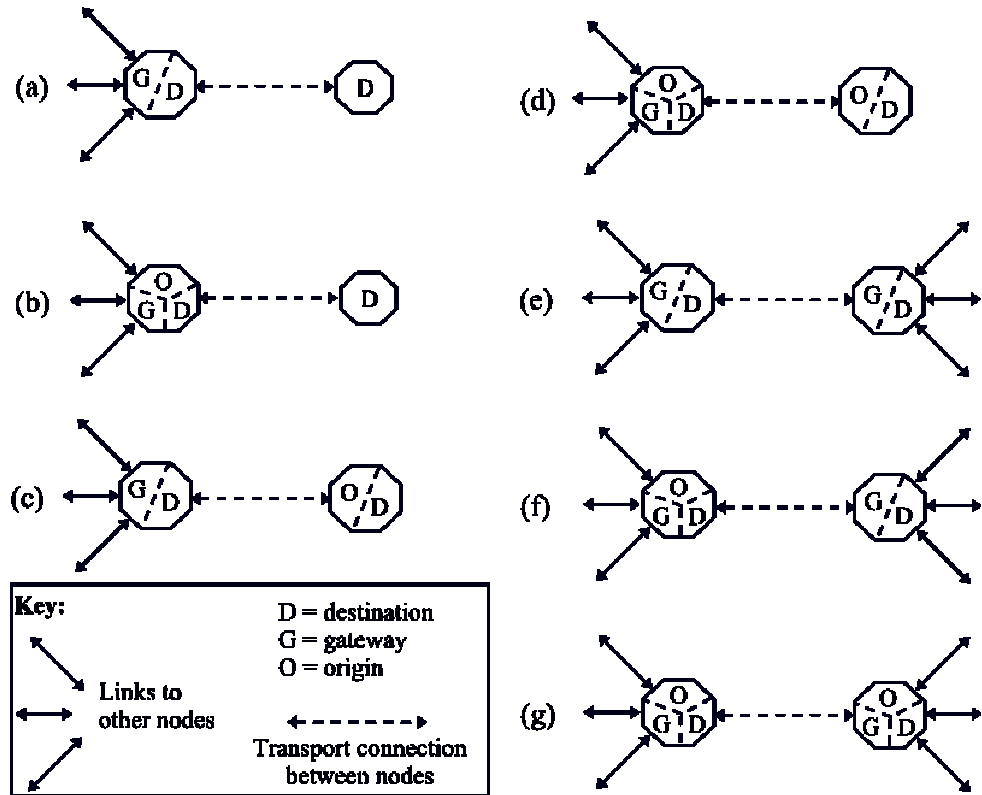 (a)
G
D
D
(b)
O
G
D
D
(c)
G
D
O
D
(d)
O
G
D
O
D
(e)
G
D
G
D
(f)
O
G
D
G
D
(g)
O
G
D
O
G
D
Key:
D = destination
G = gateway
O = origin
Links to
other nodes
Transport connection
between nodes